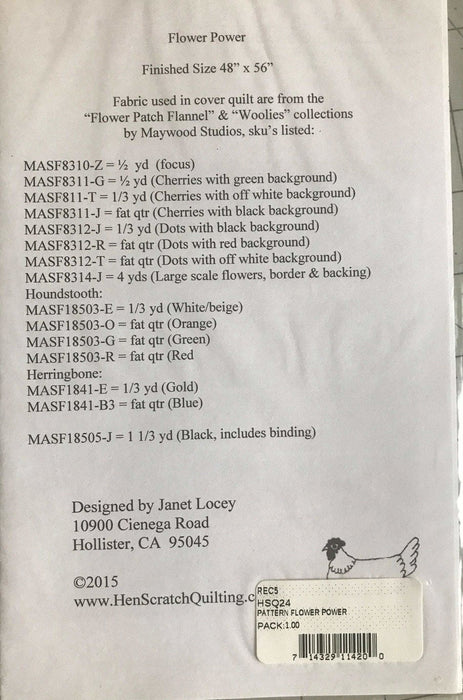 Flower Power
Finished Size 48” x 56”
Fabric used in cover quilt are from the
“Flower Patch Flannel” & “Woolies” collections
by Maywood Studios, sku's listed:
MASF8310-Z = ½ yd (focus)
MASF8311-G = ½ yd (Cherries with green background)
MASF811-T = 1/3 yd (Cherries with off white background)
MASF8311-J = fat qtr (Cherries with black background)
MASF8312-J = 1/3 yd (Dots with black background)
MASF8312-R = fat qtr (Dots with red background)
MASF8312-T = fat qtr (Dots with off white background)
MASF8314-J = 4 yds (Large scale flowers, border & backing)
Houndstooth:
MASF18503-E = 1/3 yd (White/beige)
MASF18503-O = fat qtr (Orange)
MASF18503-G = fat qtr (Green)
MASF18503-R = fat qtr (Red
Herringbone:
MASF1841-E = 1/3 yd (Gold)
MASF1841-B3 = fat qtr (Blue)
MASF18505-J = 1 1/3 yd (Black, includes binding)
Designed by Janet Locey
10900 Cienega Road
Hollister, CA 95045
©2015
www.HenScratchQuilting.c
REC5
HSQ24
PATTERN FLOWER POWER
PACK:1.00
7 14329 11420 0